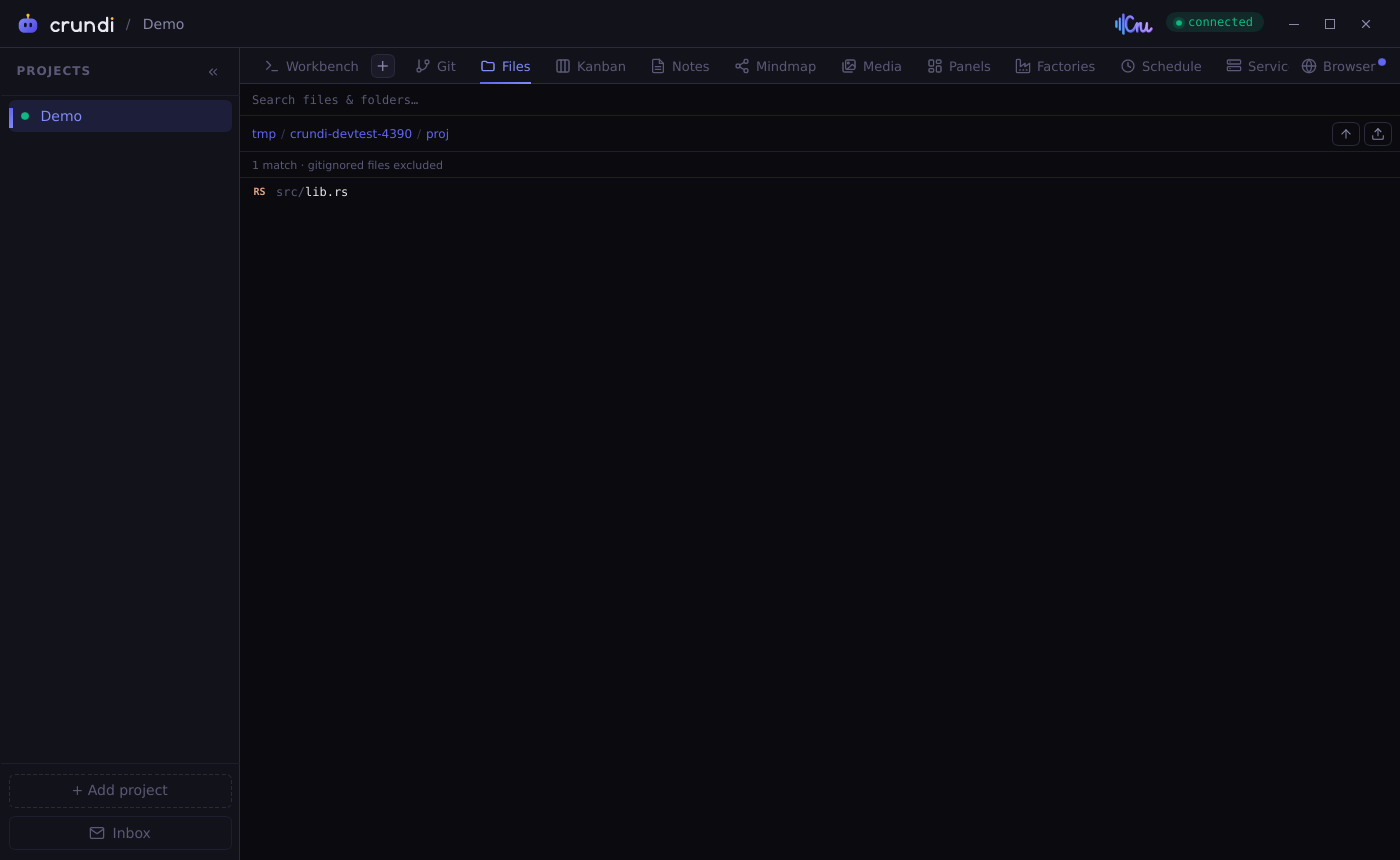 crundi / Demo
Cru
connected
PROJECTS
Demo
+ Add project
Inbox
Workbench
Git
Files
Kanban
Notes
Mindmap
Media
Panels
Factories
Schedule
Servic
Browser
Search files & folders…
tmp / crundi-devtest-4390 / proj
1 match · gitignored files excluded
RS src/lib.rs